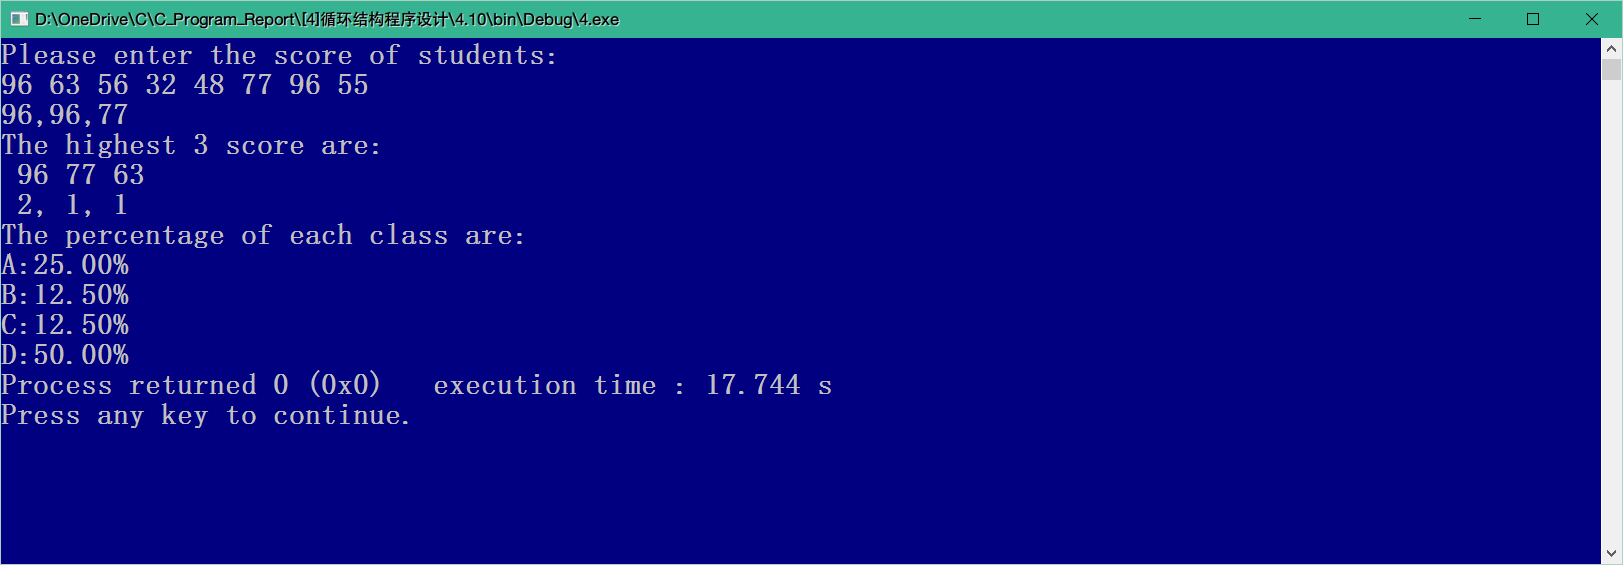 D:\OneDrive\C\C_Program_Report\[4]循环结构程序设计\4.10\bin\Debug\4.exe
Please enter the score of students:
96 63 56 32 48 77 96 55
96,96,77
The highest 3 score are:
 96 77 63
 2, 1, 1
The percentage of each class are:
A:25.00%
B:12.50%
C:12.50%
D:50.00%
Process returned 0 (0x0)   execution time : 17.744 s
Press any key to continue.